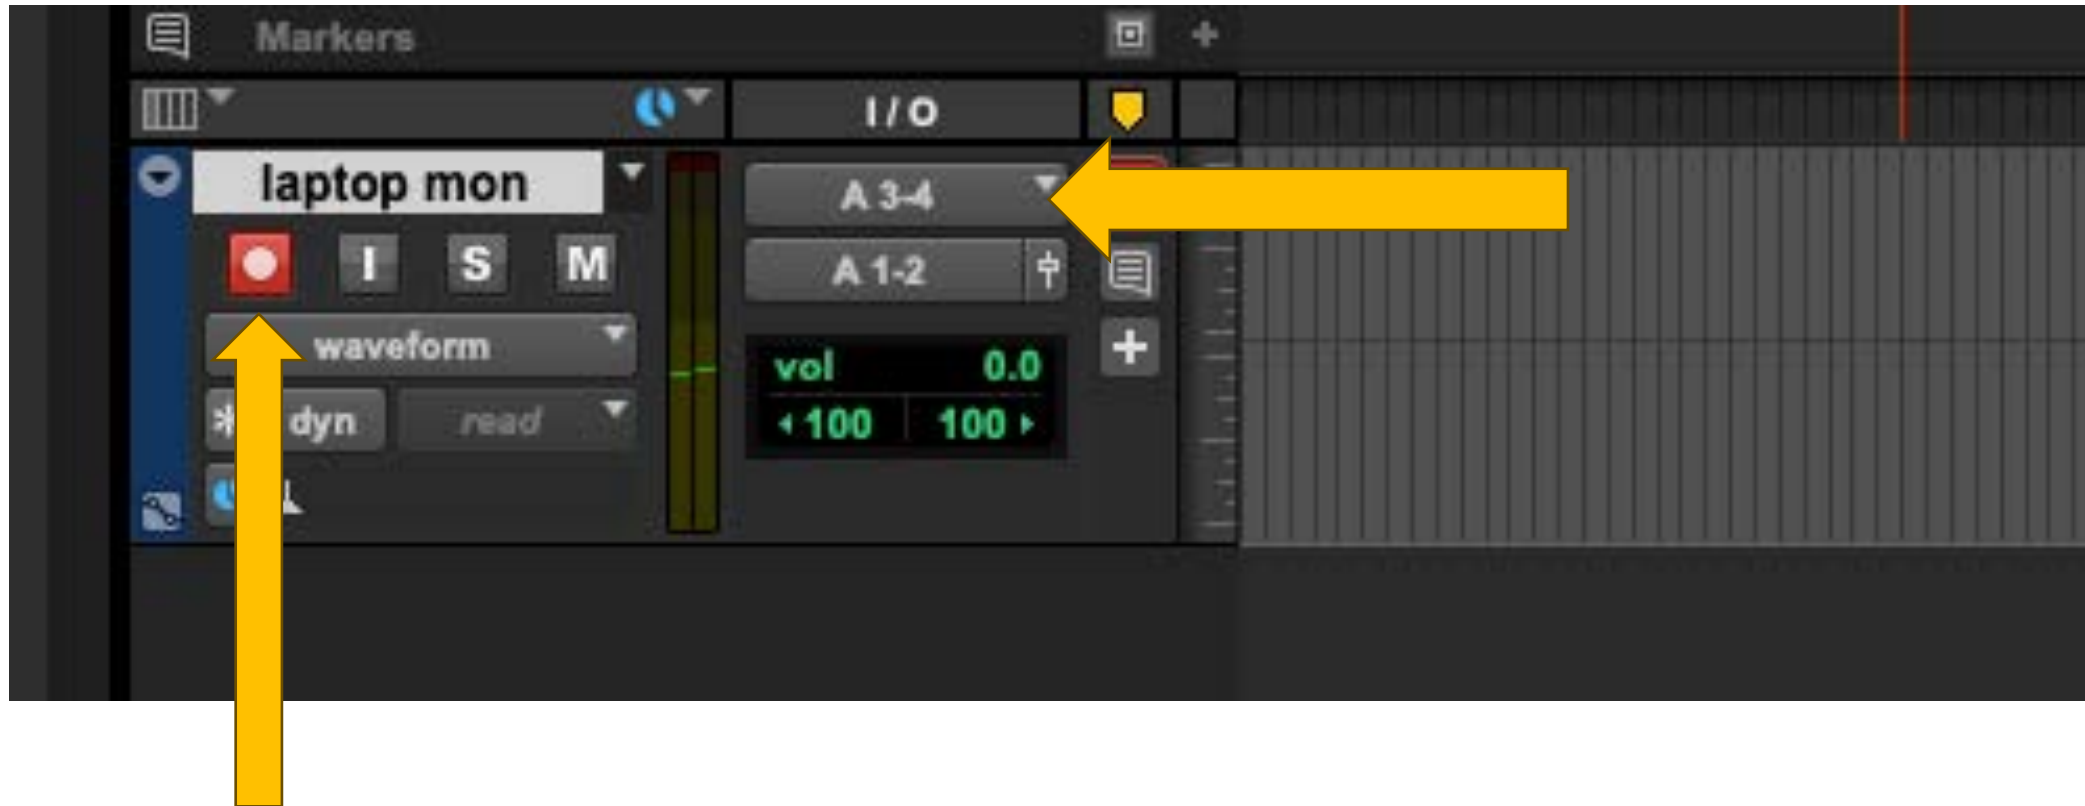 Markers
I / O
laptop mon
A 3-4
I S M
A 1-2
waveform
vol 0.0
dyn read
100 100